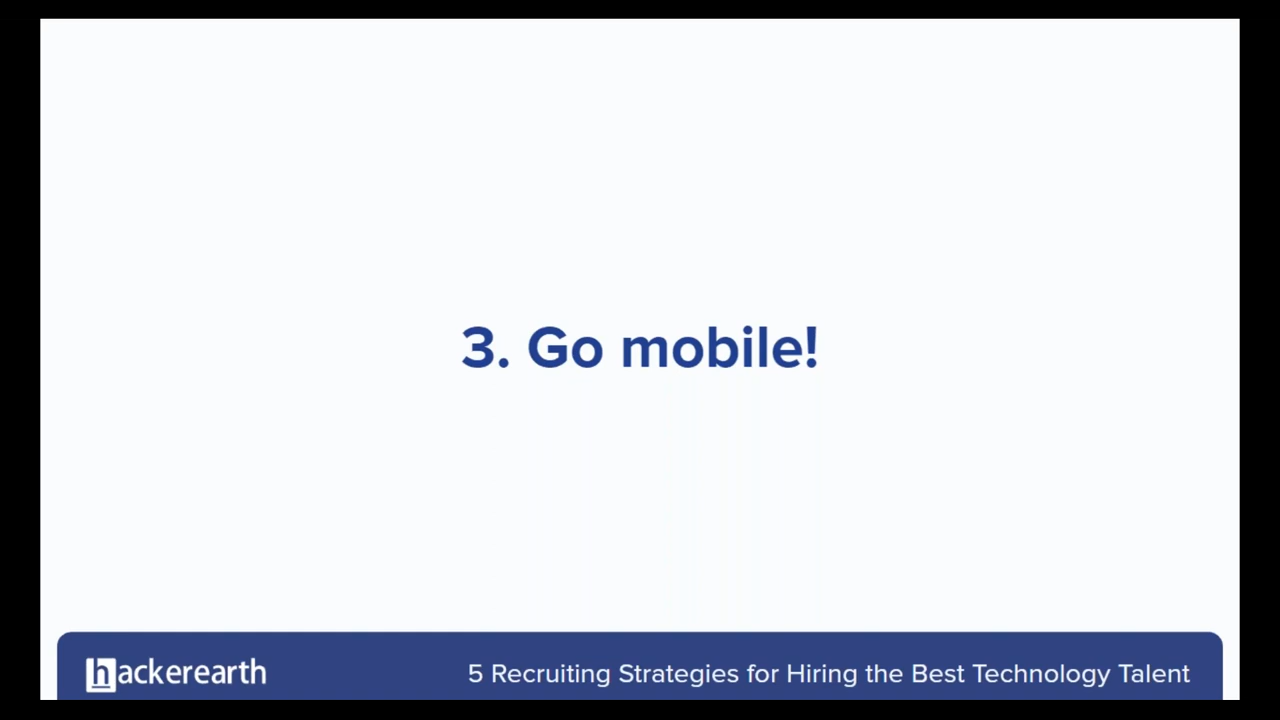 3. Go mobile!
hackerearth
5 Recruiting Strategies for Hiring the Best Technology Talent